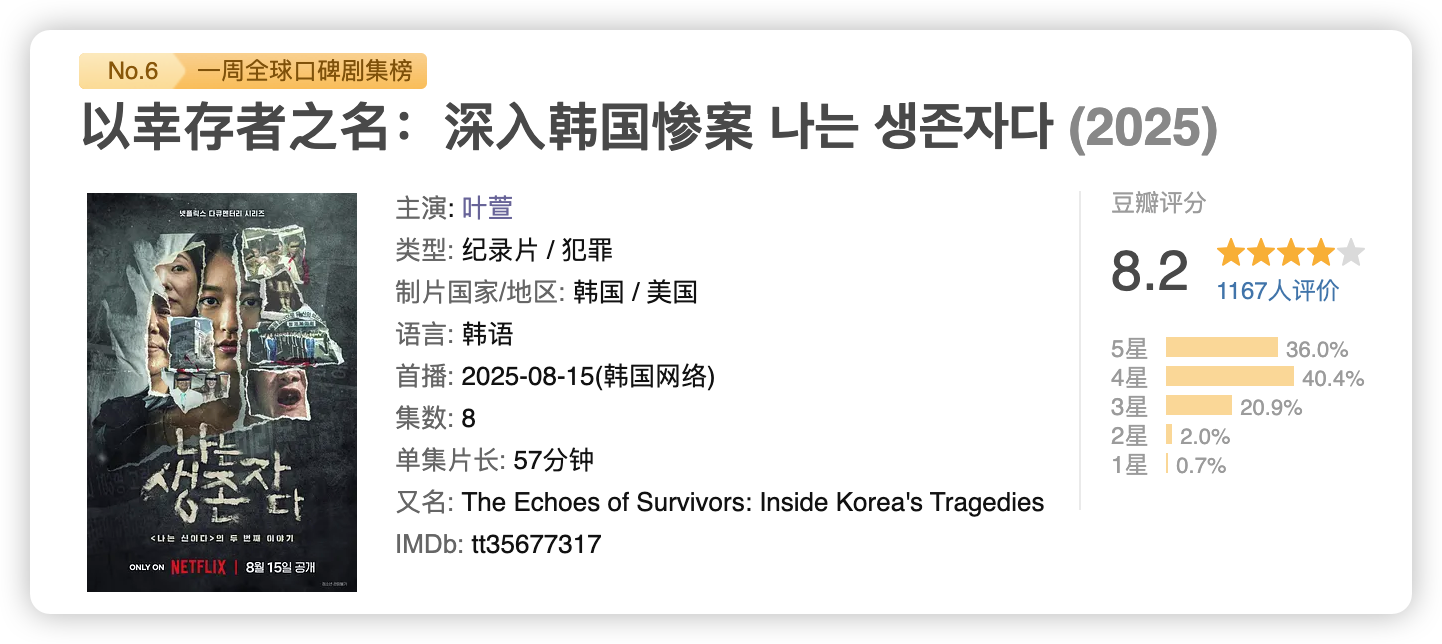 No.6 一周全球口碑剧集榜
以幸存者之名：深入韩国惨案 나는 생존자다 (2025)
넷플릭스 다큐멘터리 시리즈
나는
생존자다
<나는 신이다>의 두 번째 이야기
ONLY ON NETFLIX | 8월 15일 공개
主演: 叶萱
类型: 纪录片 / 犯罪
制片国家/地区: 韩国 / 美国
语言: 韩语
首播: 2025-08-15(韩国网络)
集数: 8
单集片长: 57分钟
又名: The Echoes of Survivors: Inside Korea's Tragedies
IMDb: tt35677317
豆瓣评分
8.2
1167人评价
5星 36.0%
4星 40.4%
3星 20.9%
2星 2.0%
1星 0.7%